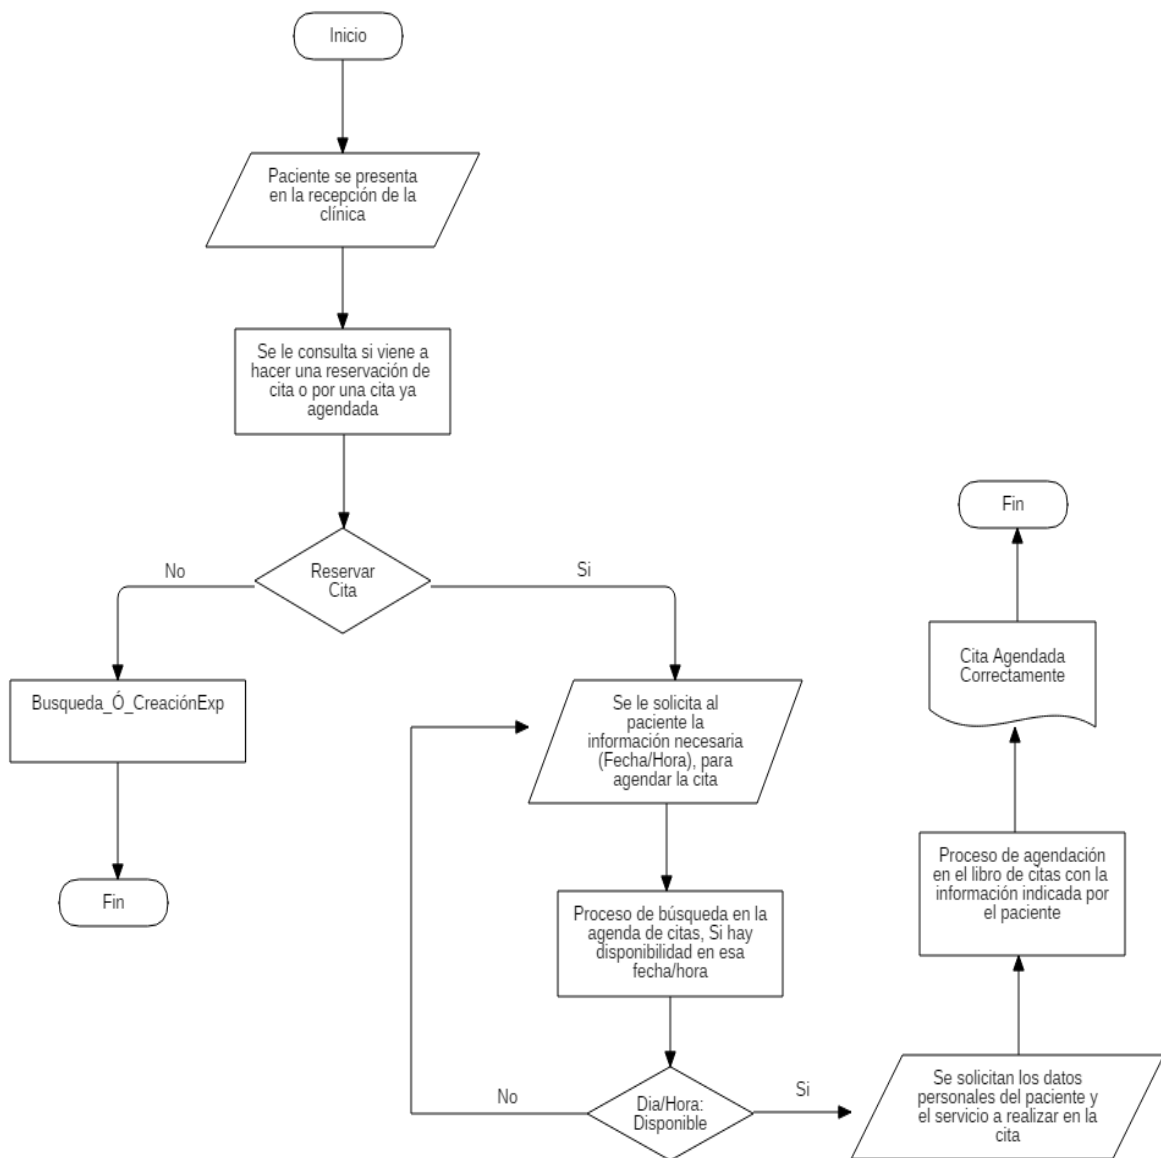 Inicio
Paciente se presenta
en la recepción de la
clínica
Se le consulta si viene a
hacer una reservación de
cita o por una cita ya
agendada
Reservar
Cita
No
Si
Busqueda_Ó_CreaciónExp
Fin
Se le solicita al
paciente la
información necesaria
(Fecha/Hora), para
agendar la cita
Proceso de búsqueda en la
agenda de citas, Si hay
disponibilidad en esa
fecha/hora
Dia/Hora:
Disponible
No
Si
Se solicitan los datos
personales del paciente y
el servicio a realizar en la
cita
Proceso de agendación
en el libro de citas con la
información indicada por
el paciente
Cita Agendada
Correctamente
Fin